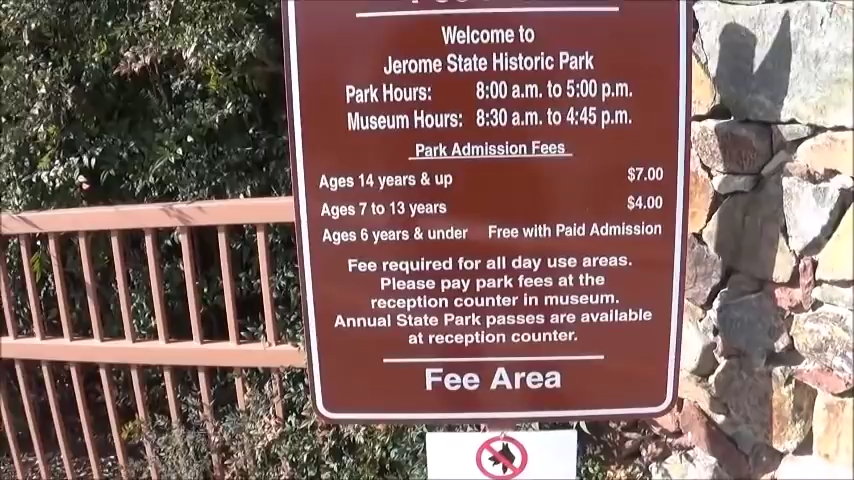 Welcome to
Jerome State Historic Park
Park Hours: 8:00 a.m. to 5:00 p.m.
Museum Hours: 8:30 a.m. to 4:45 p.m.
Park Admission Fees
Ages 14 years & up $7.00
Ages 7 to 13 years $4.00
Ages 6 years & under Free with Paid Admission
Fee required for all day use areas.
Please pay park fees at the
reception counter in museum.
Annual State Park passes are available
at reception counter.
Fee Area